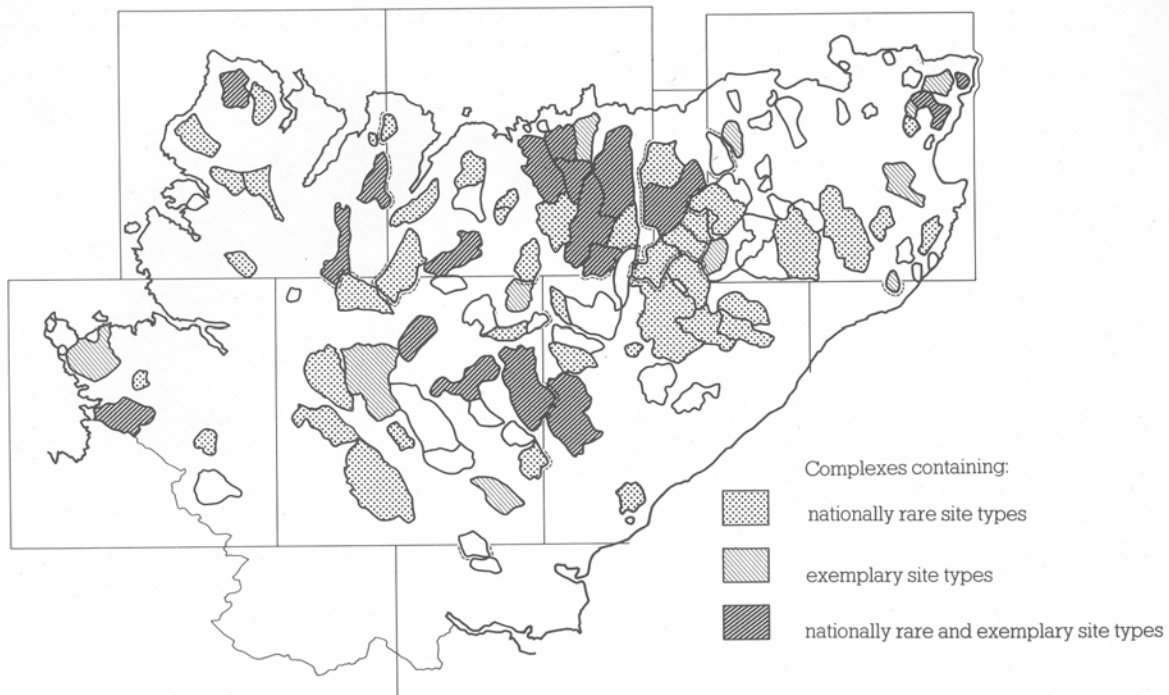 Complexes containing:
nationally rare site types
exemplary site types
nationally rare and exemplary site types